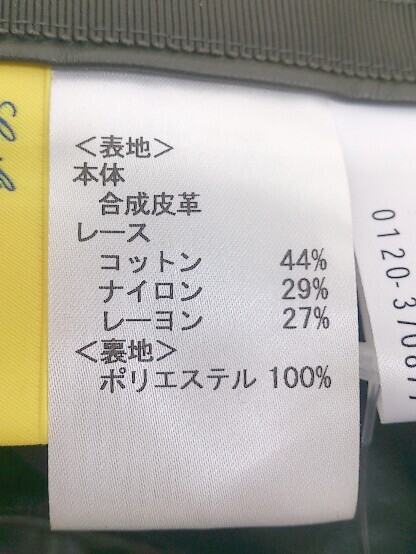 <表地>
本体
合成皮革
レース
コットン 44%
ナイロン 29%
レーヨン 27%
<裏地>
ポリエステル 100%